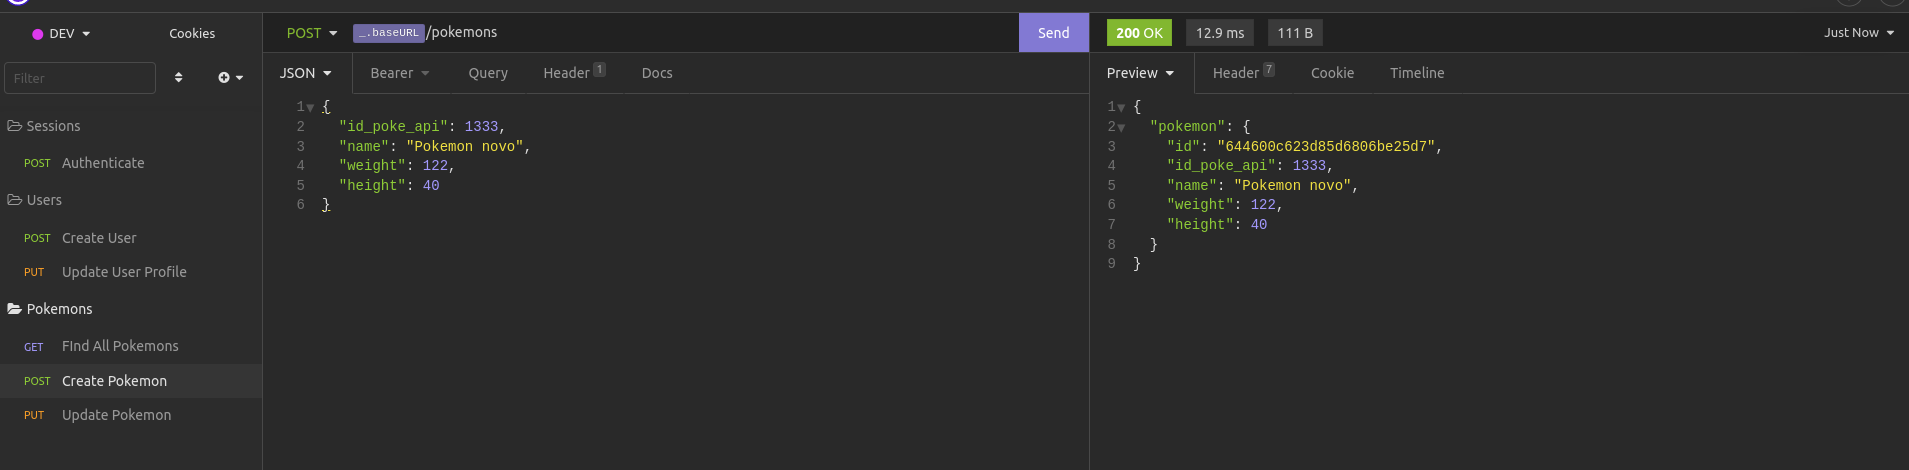 DEV
Cookies
Filter
Sessions
POST Authenticate
Users
POST Create User
PUT Update User Profile
Pokemons
GET FInd All Pokemons
POST Create Pokemon
PUT Update Pokemon
POST _.baseURL/pokemons
Send
JSON Bearer Query Header 1 Docs
1 {
2 "id_poke_api": 1333,
3 "name": "Pokemon novo",
4 "weight": 122,
5 "height": 40
6 }
200 OK 12.9 ms 111 B
Just Now
Preview Header 7 Cookie Timeline
1 {
2 "pokemon": {
3 "id": "644600c623d85d6806be25d7",
4 "id_poke_api": 1333,
5 "name": "Pokemon novo",
6 "weight": 122,
7 "height": 40
8 }
9 }